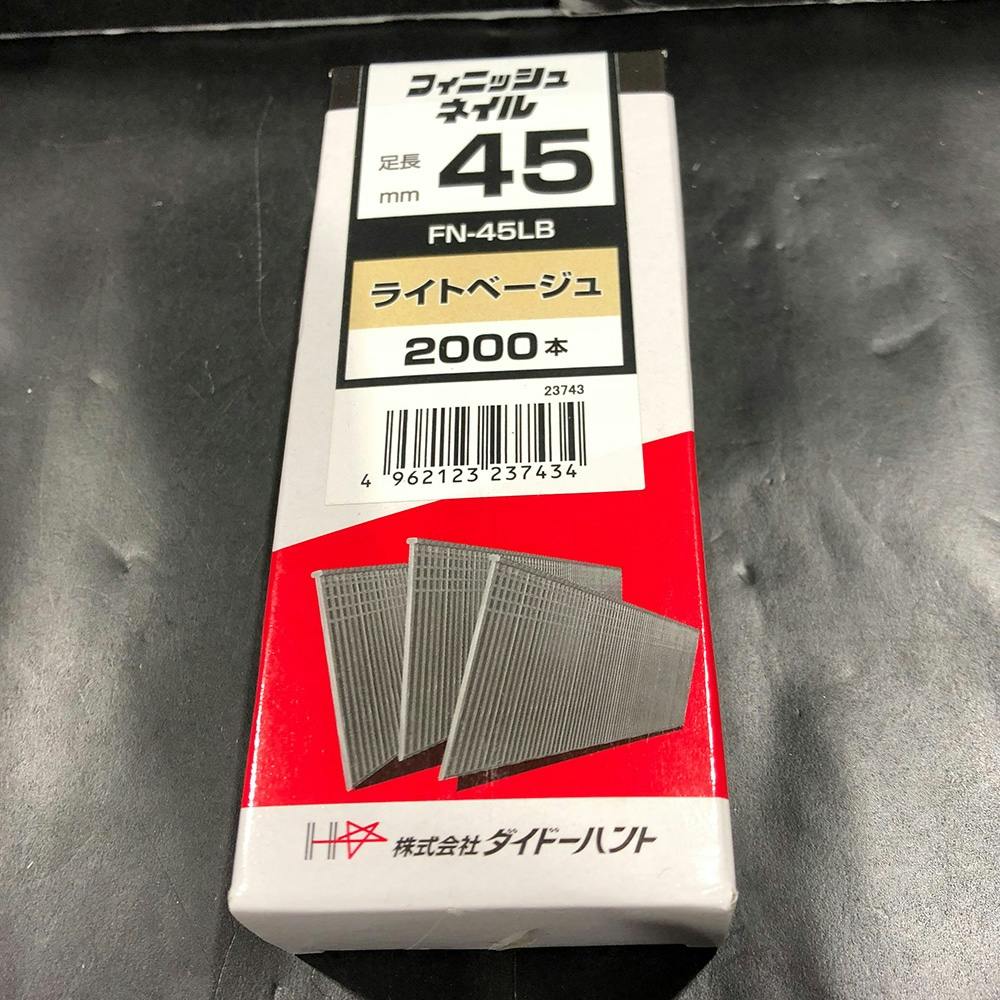 フィニッシュ
ネイル
足長
mm
45
FN-45LB
ライトベージュ
2000本
23743
4 962123 237434
株式会社ダイドーハント